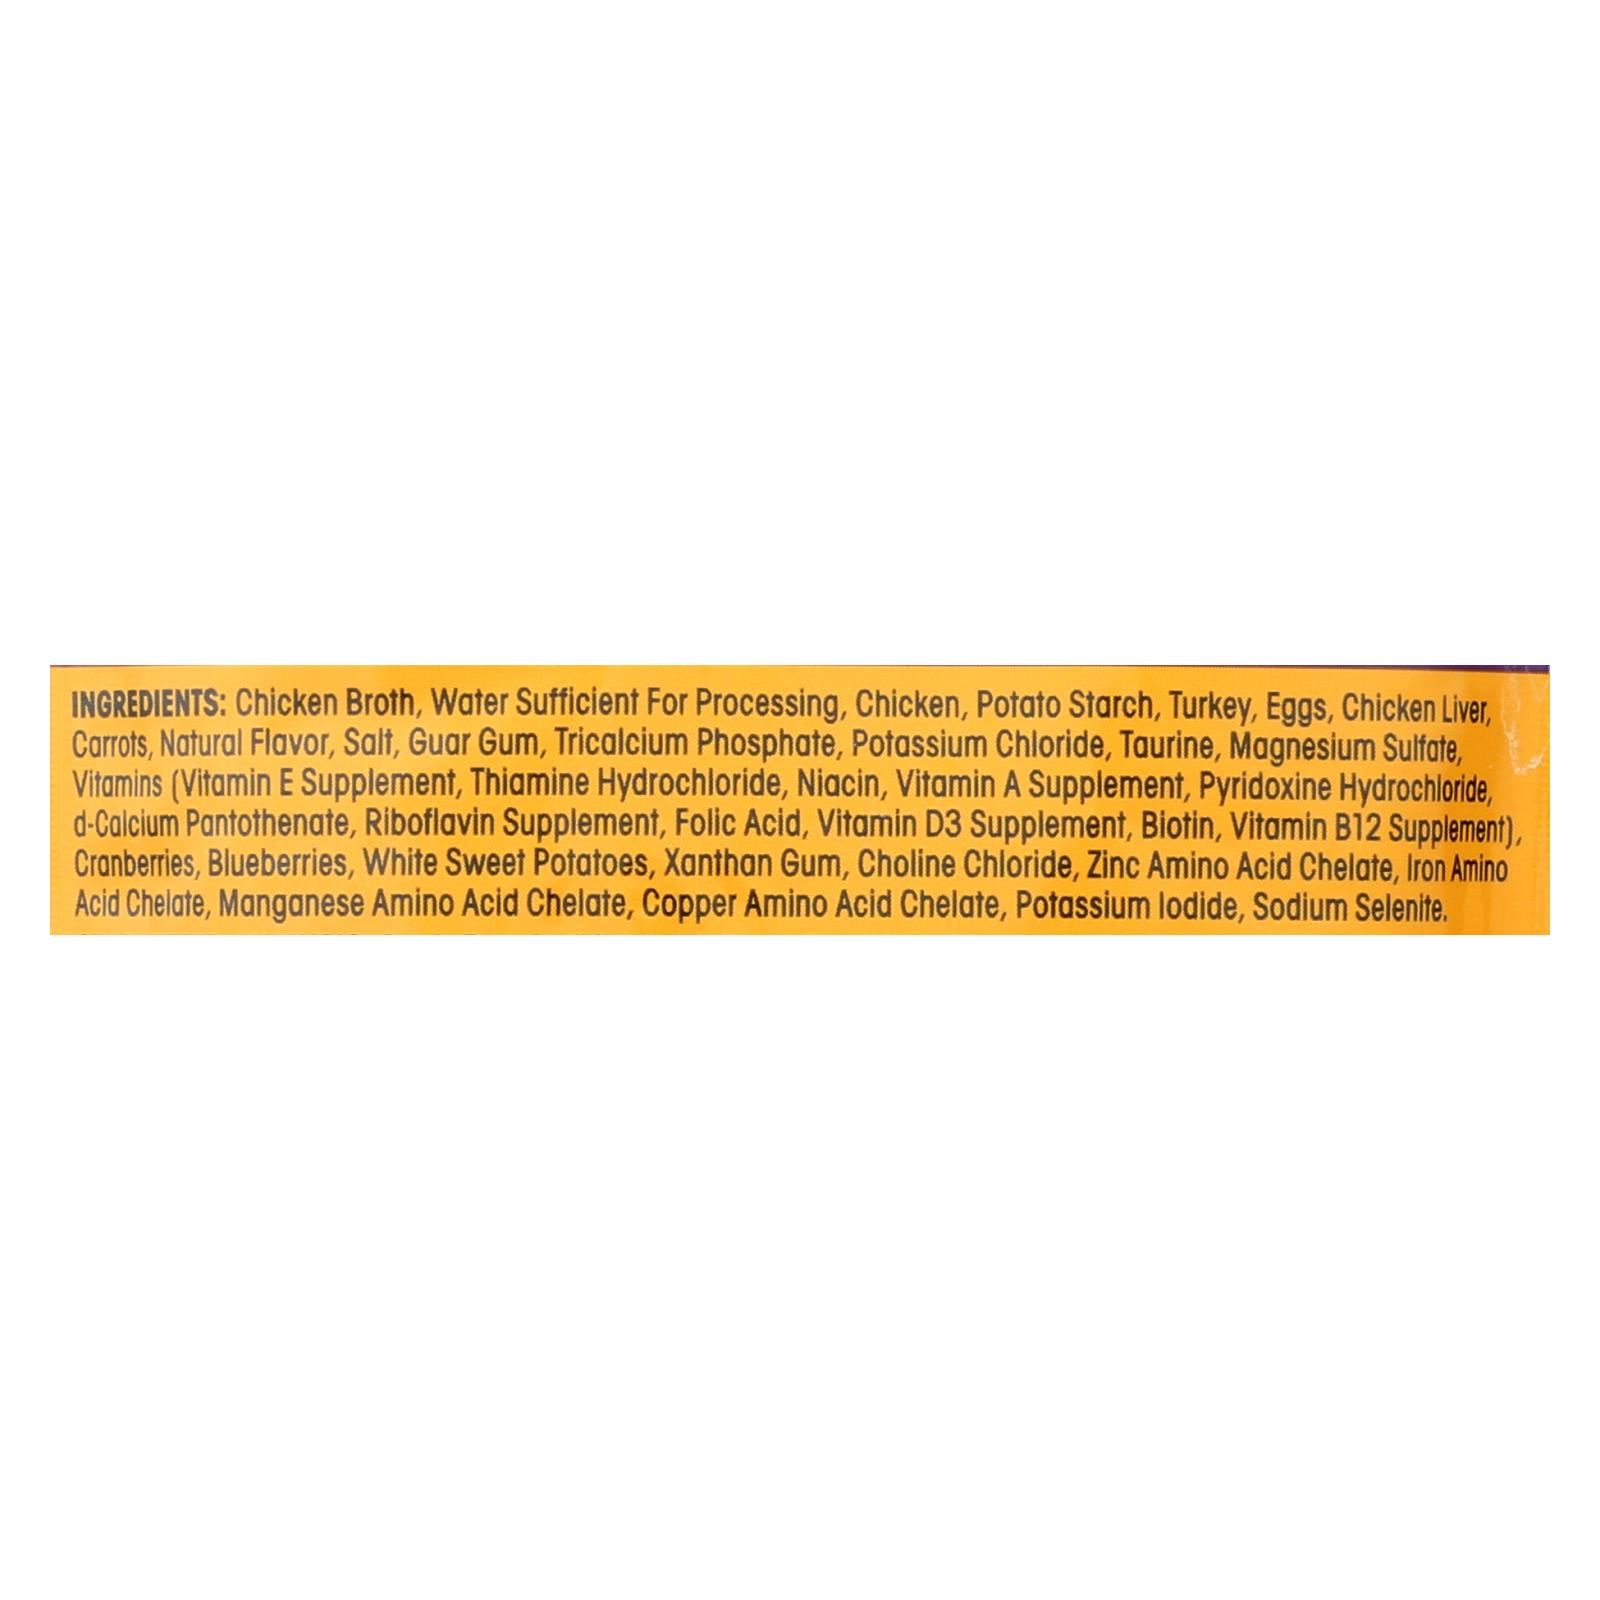 INGREDIENTS: Chicken Broth, Water Sufficient For Processing, Chicken, Potato Starch, Turkey, Eggs, Chicken Liver,
Carrots, Natural Flavor, Salt, Guar Gum, Tricalcium Phosphate, Potassium Chloride, Taurine, Magnesium Sulfate,
Vitamins (Vitamin E Supplement, Thiamine Hydrochloride, Niacin, Vitamin A Supplement, Pyridoxine Hydrochloride,
d-Calcium Pantothenate, Riboflavin Supplement, Folic Acid, Vitamin D3 Supplement, Biotin, Vitamin B12 Supplement),
Cranberries, Blueberries, White Sweet Potatoes, Xanthan Gum, Choline Chloride, Zinc Amino Acid Chelate, Iron Amino
Acid Chelate, Manganese Amino Acid Chelate, Copper Amino Acid Chelate, Potassium Iodide, Sodium Selenite.